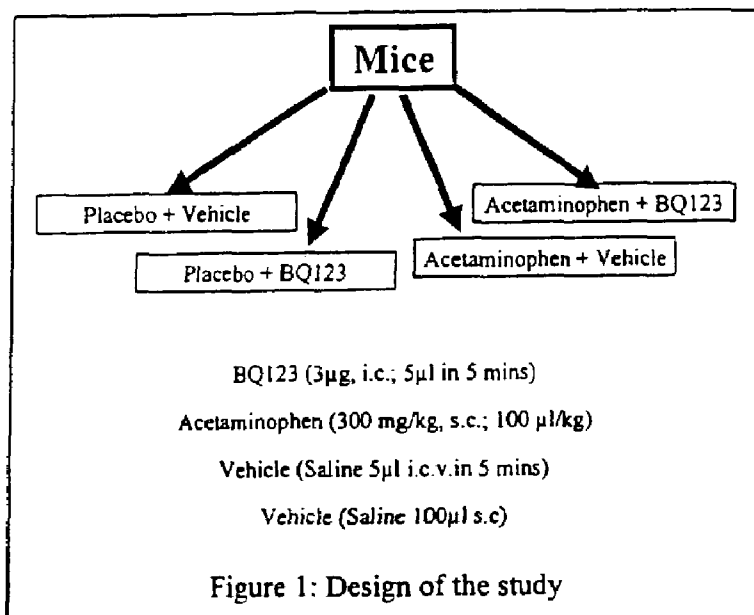 Mice
Placebo + Vehicle
Acetaminophen + BQ123
Placebo + BQ123
Acetaminophen + Vehicle
BQ123 (3µg, i.c.; 5µl in 5 mins)
Acetaminophen (300 mg/kg, s.c.; 100 µl/kg)
Vehicle (Saline 5µl i.c.v.in 5 mins)
Vehicle (Saline 100µl s.c)
Figure 1: Design of the study